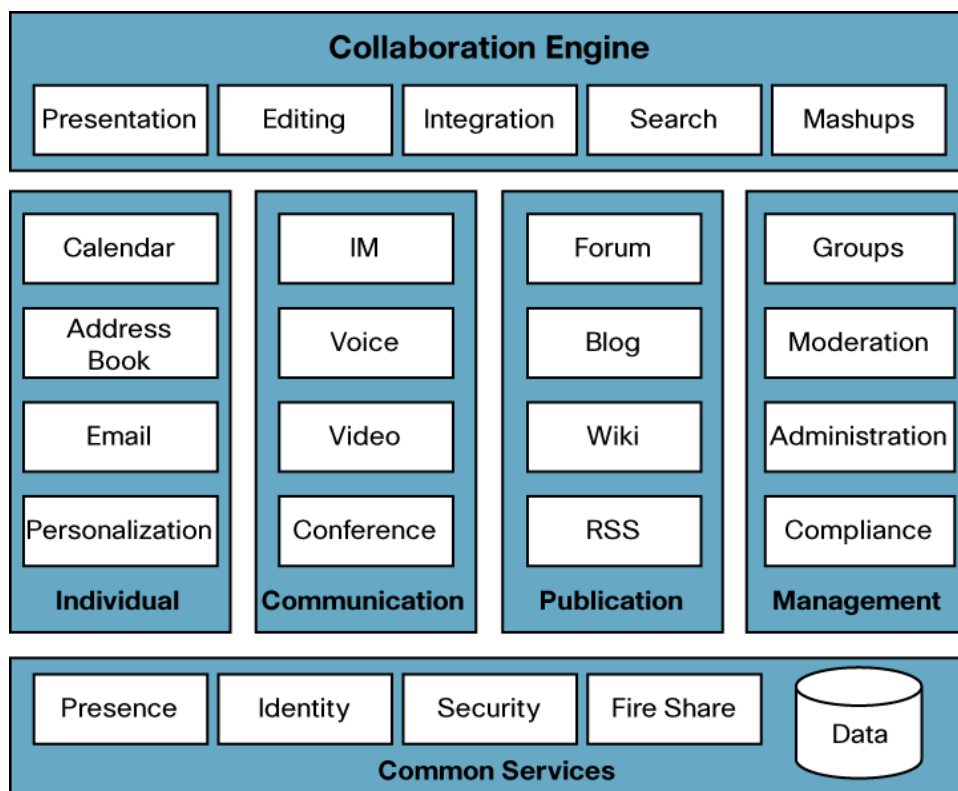 Collaboration Engine
Presentation
Editing
Integration
Search
Mashups
Calendar
Address
Book
Email
Personalization
Individual
IM
Voice
Video
Conference
Communication
Forum
Blog
Wiki
RSS
Publication
Groups
Moderation
Administration
Compliance
Management
Presence
Identity
Security
Fire Share
Data
Common Services